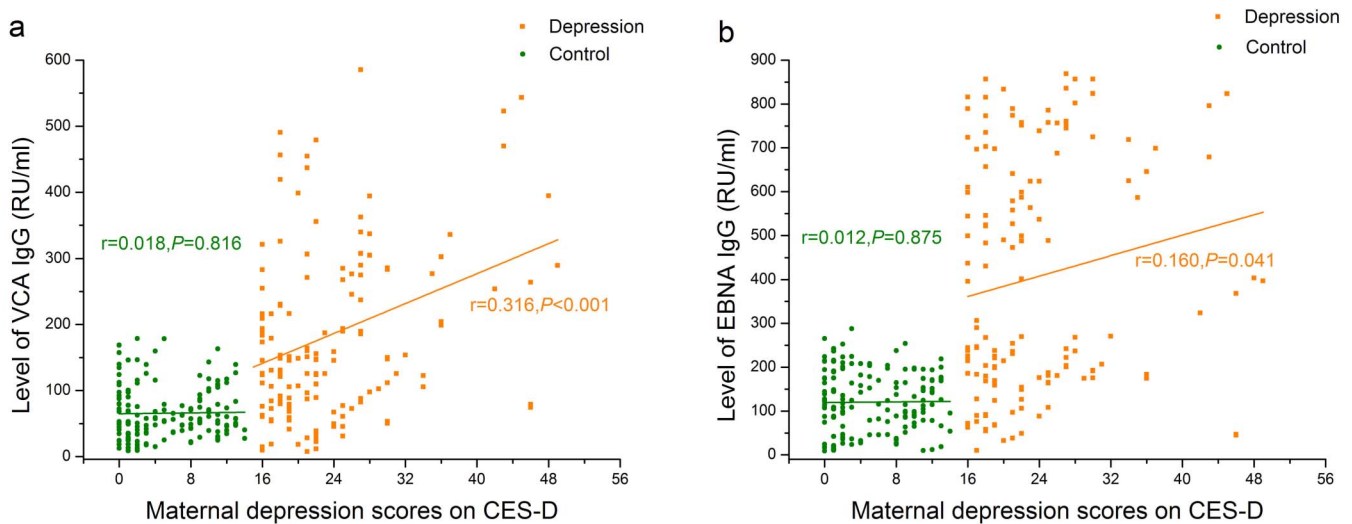 a
Depression
Control
Level of VCA IgG (RU/ml)
600
500
400
300
200
100
0
r=0.018,P=0.816
r=0.316,P<0.001
0 8 16 24 32 40 48 56
Maternal depression scores on CES-D
b
Depression
Control
Level of EBNA IgG (RU/ml)
900
800
700
600
500
400
300
200
100
0
r=0.012,P=0.875
r=0.160,P=0.041
0 8 16 24 32 40 48 56
Maternal depression scores on CES-D